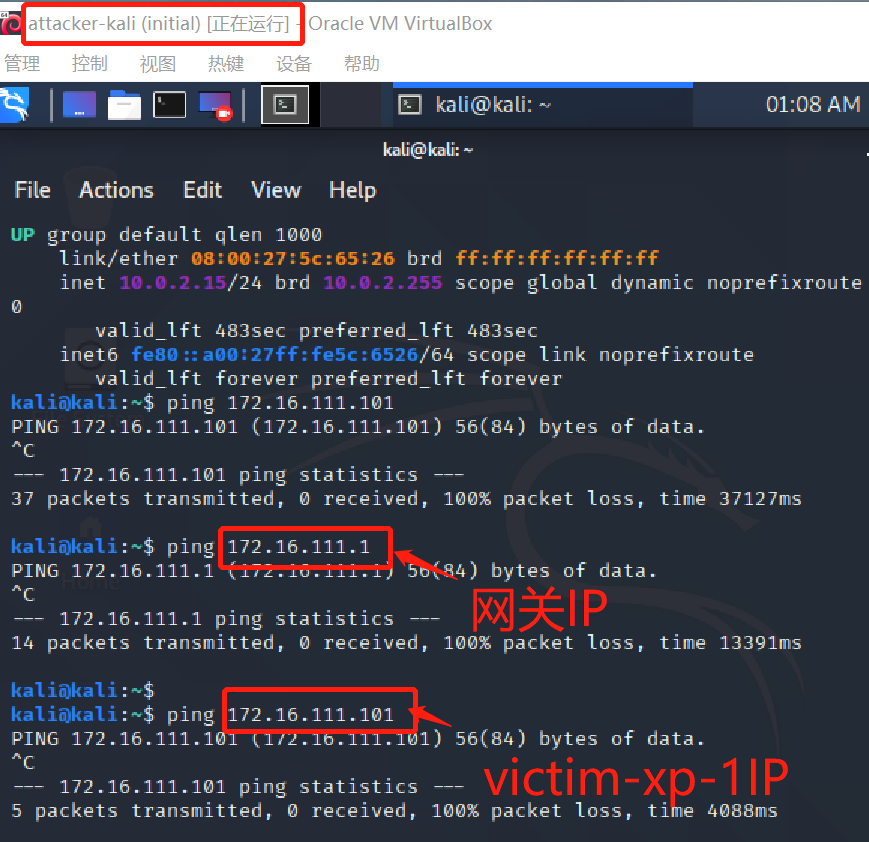 attacker-kali (initial) [正在运行] - Oracle VM VirtualBox
管理 控制 视图 热键 设备 帮助
kali@kali: ~ 01:08 AM
kali@kali: ~
File Actions Edit View Help
UP group default qlen 1000
link/ether 08:00:27:5c:65:26 brd ff:ff:ff:ff:ff:ff
inet 10.0.2.15/24 brd 10.0.2.255 scope global dynamic noprefixroute
0
valid_lft 483sec preferred_lft 483sec
inet6 fe80::a00:27ff:fe5c:6526/64 scope link noprefixroute
valid_lft forever preferred_lft forever
kali@kali:~$ ping 172.16.111.101
PING 172.16.111.101 (172.16.111.101) 56(84) bytes of data.
^C
--- 172.16.111.101 ping statistics ---
37 packets transmitted, 0 received, 100% packet loss, time 37127ms
kali@kali:~$ ping 172.16.111.1
PING 172.16.111.1 (172.16.111.1) 56(84) bytes of data.
^C
网关IP
--- 172.16.111.1 ping statistics ---
14 packets transmitted, 0 received, 100% packet loss, time 13391ms
kali@kali:~$
kali@kali:~$ ping 172.16.111.101
PING 172.16.111.101 (172.16.111.101) 56(84) bytes of data.
^C
victim-xp-1IP
--- 172.16.111.101 ping statistics ---
5 packets transmitted, 0 received, 100% packet loss, time 4088ms